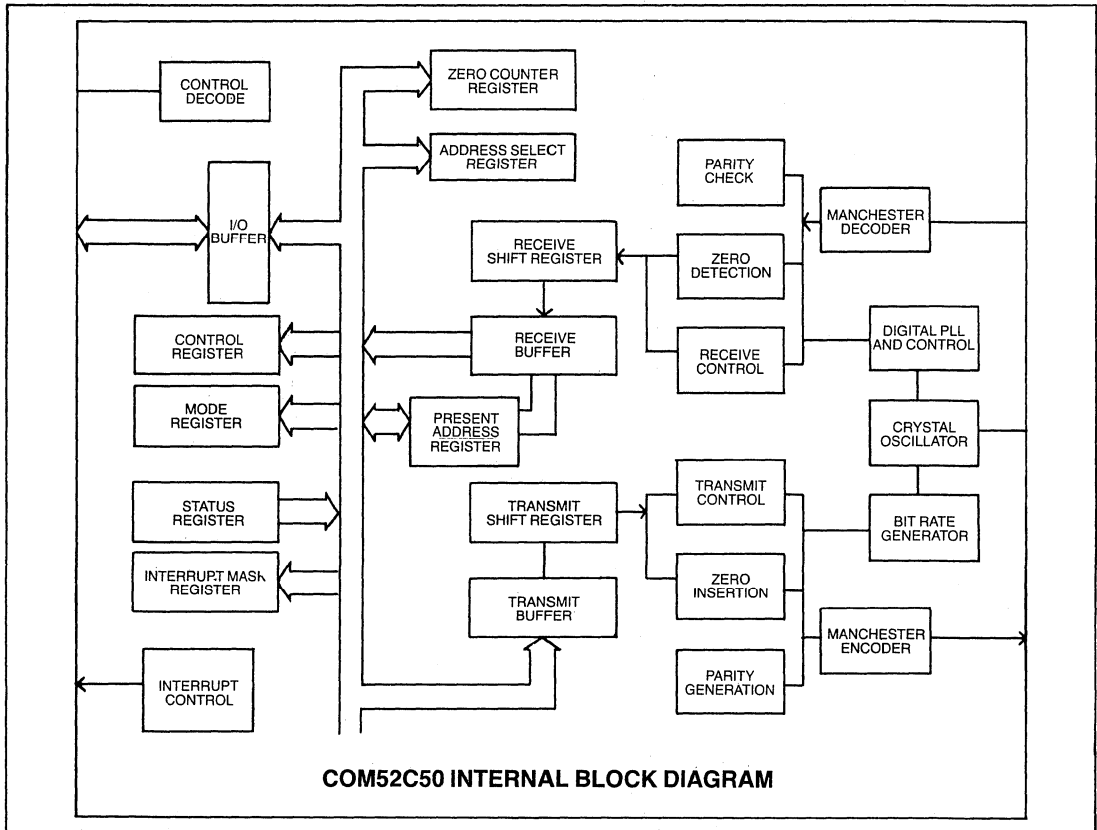 CONTROL
DECODE
ZERO COUNTER
REGISTER
ADDRESS SELECT
REGISTER
I/O
BUFFER
RECEIVE
SHIFT REGISTER
PARITY
CHECK
MANCHESTER
DECODER
ZERO
DETECTION
CONTROL
REGISTER
RECEIVE
BUFFER
RECEIVE
CONTROL
DIGITAL PLL
AND CONTROL
MODE
REGISTER
PRESENT
ADDRESS
REGISTER
CRYSTAL
OSCILLATOR
STATUS
REGISTER
TRANSMIT
SHIFT REGISTER
TRANSMIT
CONTROL
BIT RATE
GENERATOR
INTERRUPT MASK
REGISTER
TRANSMIT
BUFFER
ZERO
INSERTION
MANCHESTER
ENCODER
INTERRUPT
CONTROL
PARITY
GENERATION
COM52C50 INTERNAL BLOCK DIAGRAM